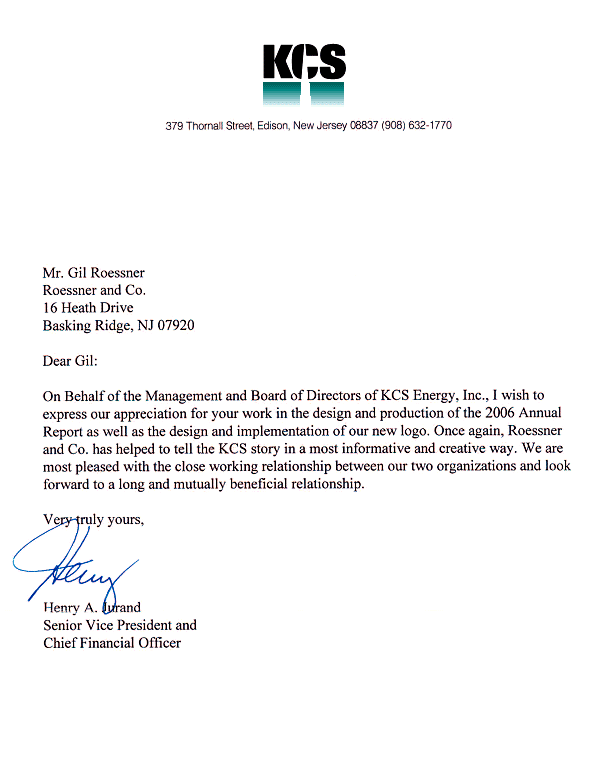 KCS
379 Thornall Street, Edison, New Jersey 08837 (908) 632-1770
Mr. Gil Roessner
Roessner and Co.
16 Heath Drive
Basking Ridge, NJ 07920
Dear Gil:
On Behalf of the Management and Board of Directors of KCS Energy, Inc., I wish to
express our appreciation for your work in the design and production of the 2006 Annual
Report as well as the design and implementation of our new logo. Once again, Roessner
and Co. has helped to tell the KCS story in a most informative and creative way. We are
most pleased with the close working relationship between our two organizations and look
forward to a long and mutually beneficial relationship.
Very truly yours,
Henry
Henry A. Jurand
Senior Vice President and
Chief Financial Officer